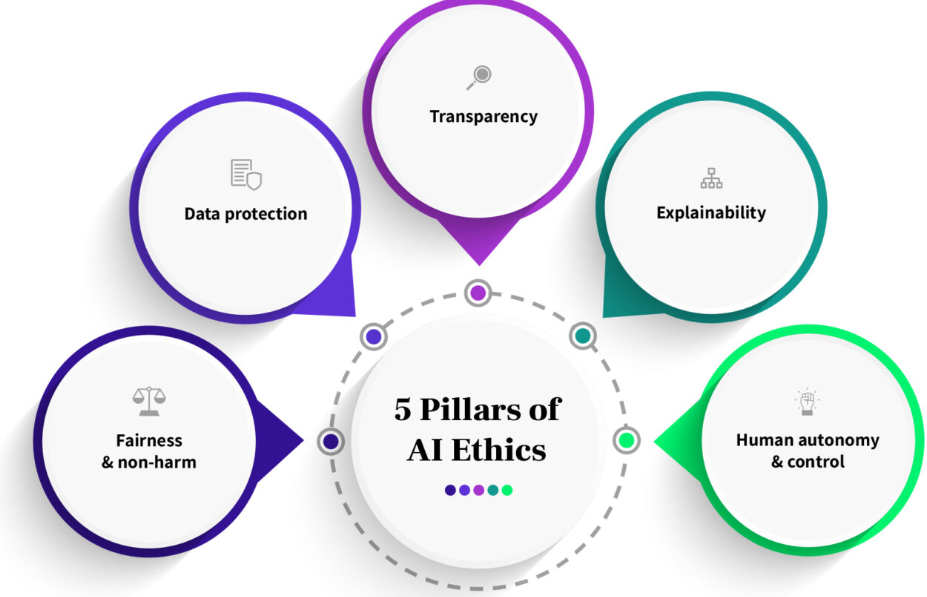 Transparency
Data protection
Explainability
5 Pillars of
AI Ethics
Fairness
& non-harm
Human autonomy
& control